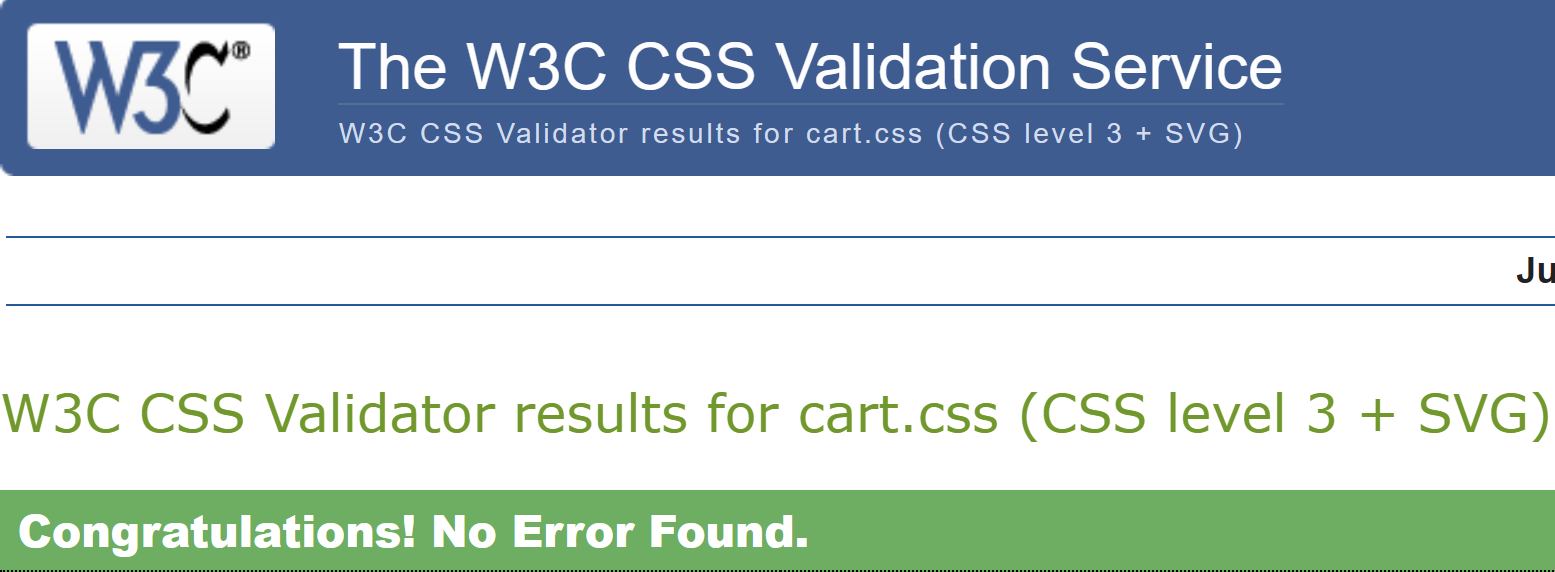 W3C®
The W3C CSS Validation Service
W3C CSS Validator results for cart.css (CSS level 3 + SVG)
Ju
W3C CSS Validator results for cart.css (CSS level 3 + SVG)
Congratulations! No Error Found.